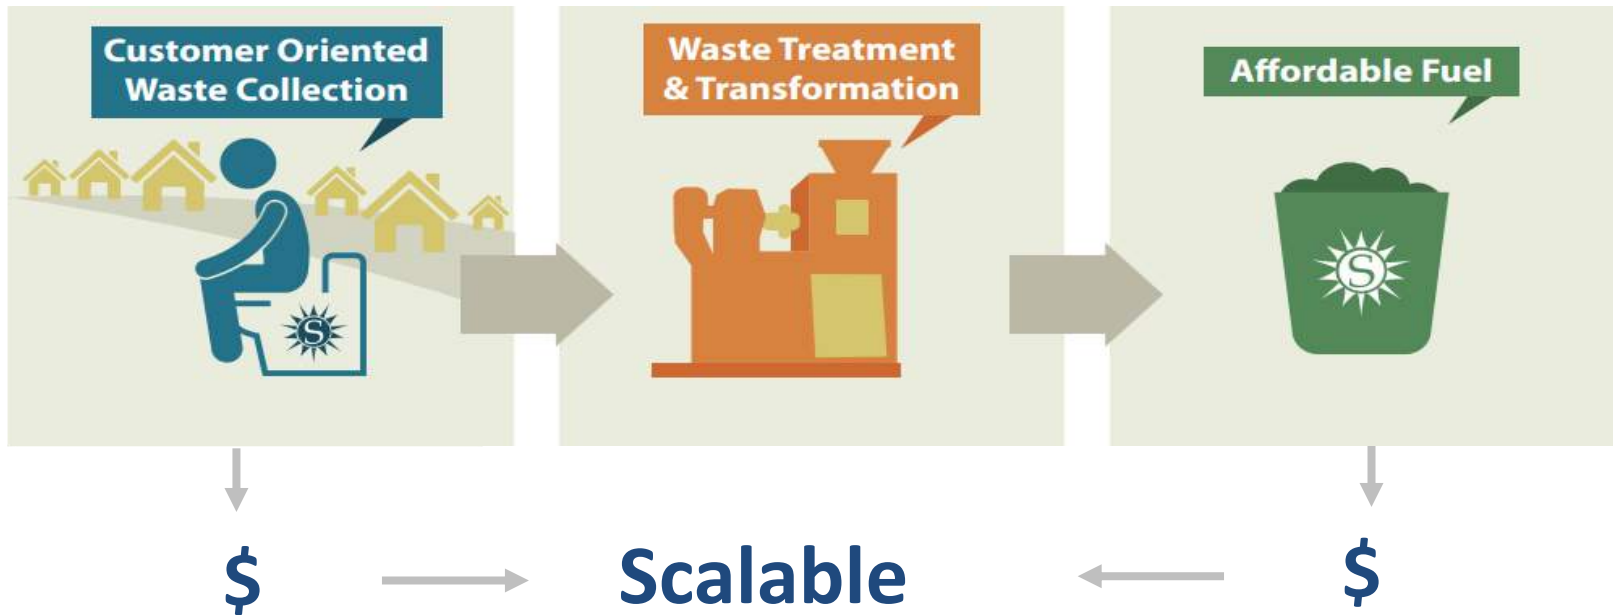 Customer Oriented
Waste Collection
Waste Treatment
& Transformation
Affordable Fuel
S
S
$
Scalable
$